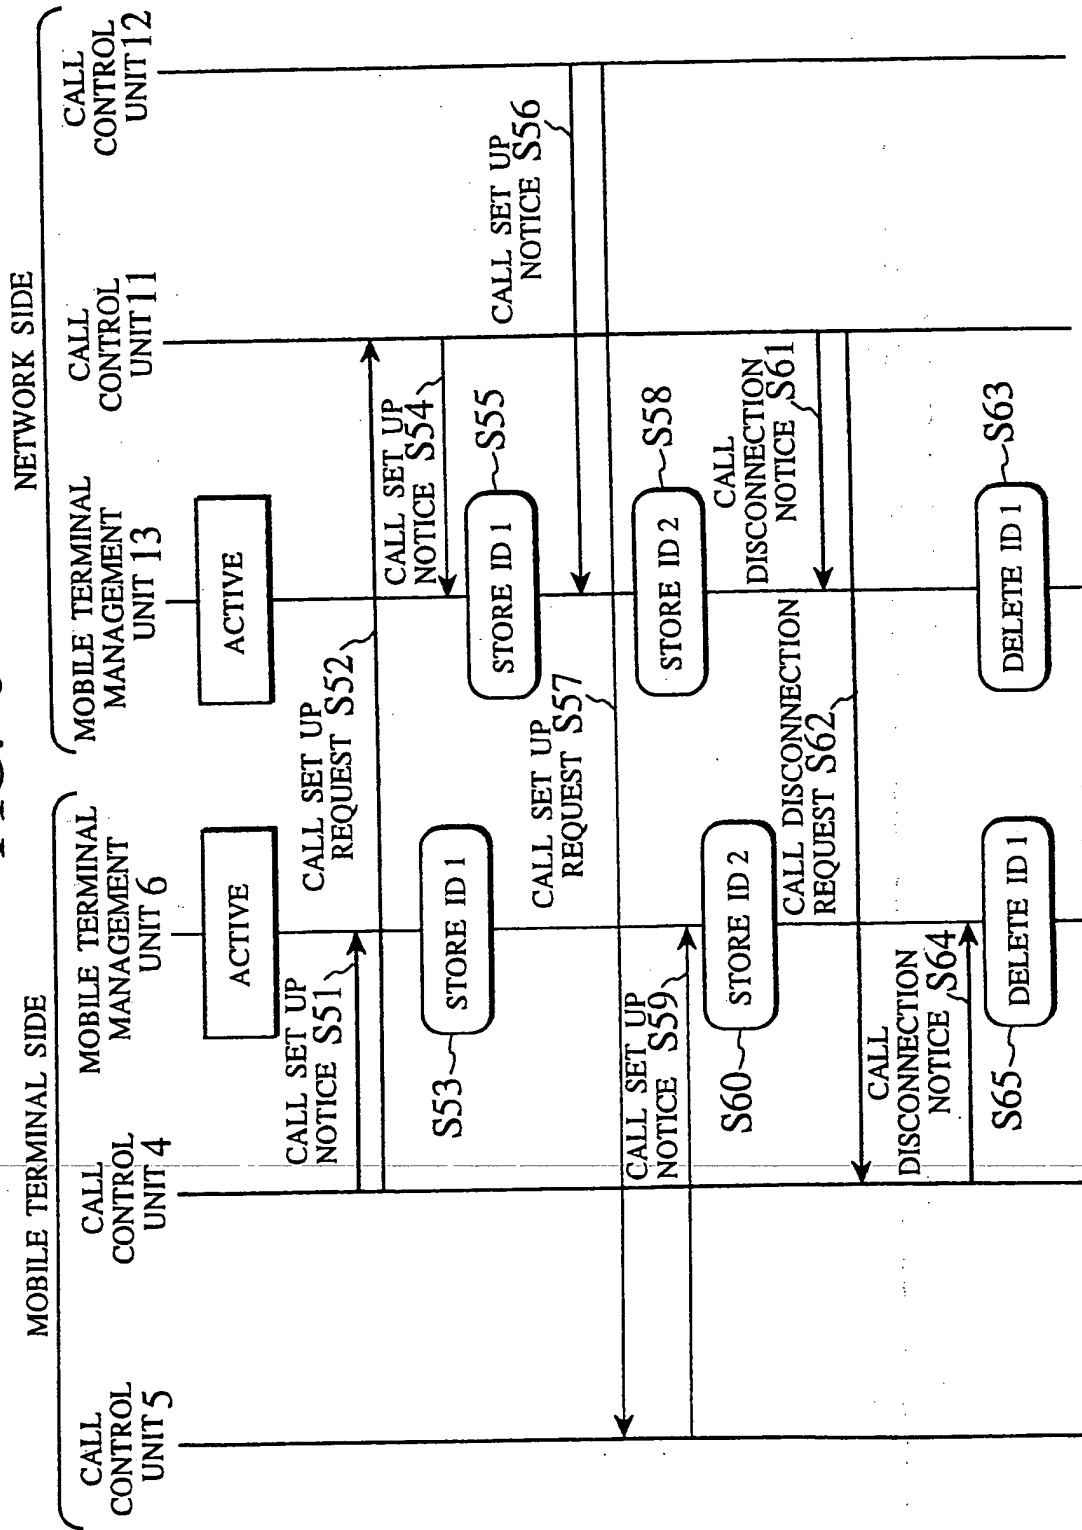 MOBILE TERMINAL SIDE
NETWORK SIDE
CALL
CONTROL
UNIT 5
CALL
CONTROL
UNIT 4
MOBILE TERMINAL
MANAGEMENT
UNIT 6
MOBILE TERMINAL
MANAGEMENT
UNIT 13
CALL
CONTROL
UNIT 11
CALL
CONTROL
UNIT 12
ACTIVE
ACTIVE
CALL SET UP
NOTICE S51
CALL SET UP
REQUEST S52
S53
STORE ID 1
CALL SET UP
NOTICE S54
STORE ID 1
S55
CALL SET UP
NOTICE S56
CALL SET UP
REQUEST S57
STORE ID 2
S58
CALL SET UP
NOTICE S59
S60
STORE ID 2
CALL
DISCONNECTION
NOTICE S61
CALL DISCONNECTION
REQUEST S62
DELETE ID 1
S63
CALL
DISCONNECTION
NOTICE S64
S65
DELETE ID 1